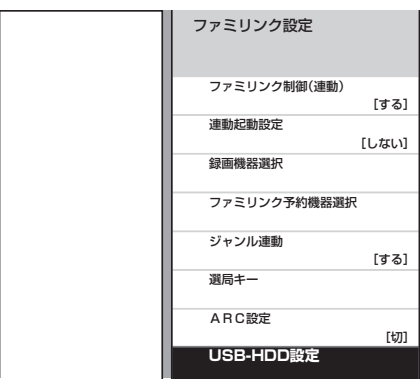 ファミリンク設定
ファミリンク制御(連動)
[する]
連動起動設定
[しない]
録画機器選択
ファミリンク予約機器選択
ジャンル連動
[する]
選局キー
ARC設定
[切]
USB-HDD設定